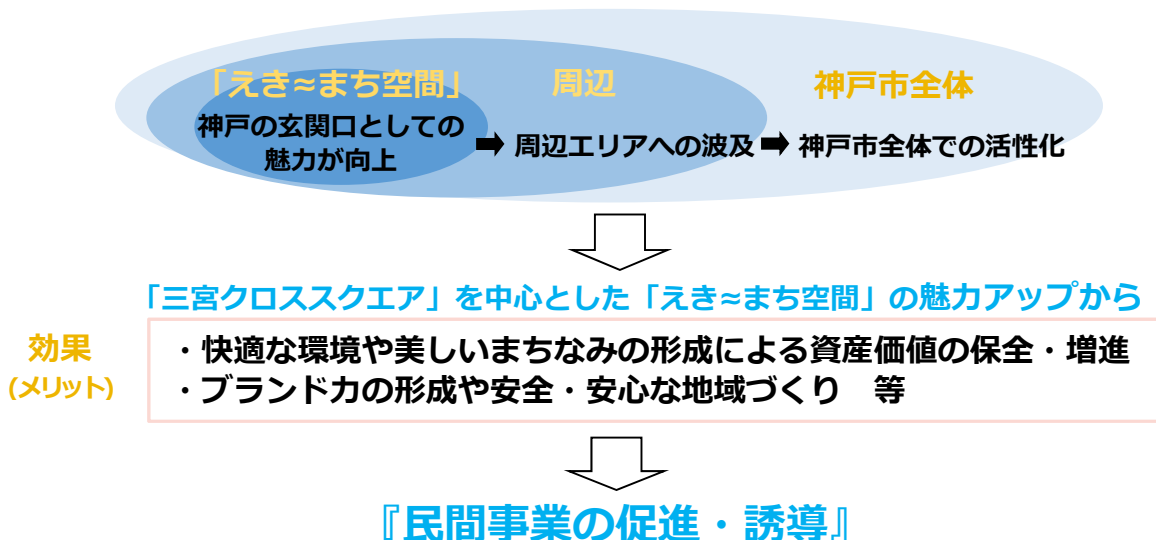 「えき≈まち空間」 周辺 神戸市全体
神戸の玄関口としての
魅力が向上
➡ 周辺エリアへの波及 ➡ 神戸市全体での活性化
「三宮クロススクエア」を中心とした「えき≈まち空間」の魅力アップから
効果
(メリット)
・快適な環境や美しいまちなみの形成による資産価値の保全・増進
・ブランド力の形成や安全・安心な地域づくり 等
『民間事業の促進・誘導』